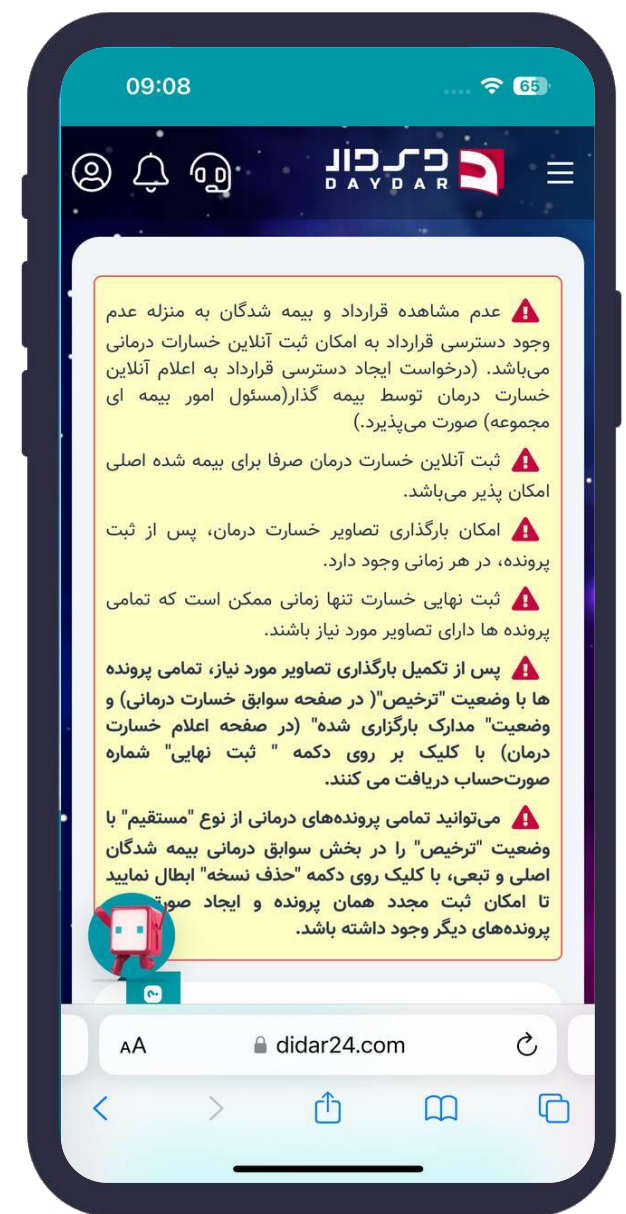 09:08
65
دیدار
DAYDAR
عدم مشاهده قرارداد و بیمه شدگان به منزله عدم
وجود دسترسی قرارداد به امکان ثبت آنلاین خسارات درمانی
می‌باشد. (درخواست ایجاد دسترسی قرارداد به اعلام آنلاین
خسارت درمان توسط بیمه گذار(مسئول امور بیمه ای
مجموعه) صورت می‌پذیرد.)
ثبت آنلاین خسارت درمان صرفا برای بیمه شده اصلی
امکان پذیر می‌باشد.
امکان بارگذاری تصاویر خسارت درمان، پس از ثبت
پرونده، در هر زمانی وجود دارد.
ثبت نهایی خسارت تنها زمانی ممکن است که تمامی
پرونده ها دارای تصاویر مورد نیاز باشند.
پس از تکمیل بارگذاری تصاویر مورد نیاز، تمامی پرونده
ها با وضعیت "ترخیص"( در صفحه سوابق خسارت درمانی) و
وضعیت" مدارک بارگزاری شده" (در صفحه اعلام خسارت
درمان) با کلیک بر روی دکمه " ثبت نهایی" شماره
صورت‌حساب دریافت می کنند.
می‌توانید تمامی پرونده‌های درمانی از نوع "مستقیم" با
وضعیت "ترخیص" را در بخش سوابق درمانی بیمه شدگان
اصلی و تبعی، با کلیک روی دکمه "حذف نسخه" ابطال نمایید
تا امکان ثبت مجدد همان پرونده و ایجاد
پرونده‌های دیگر وجود داشته باشد.
?
AA
didar24.com